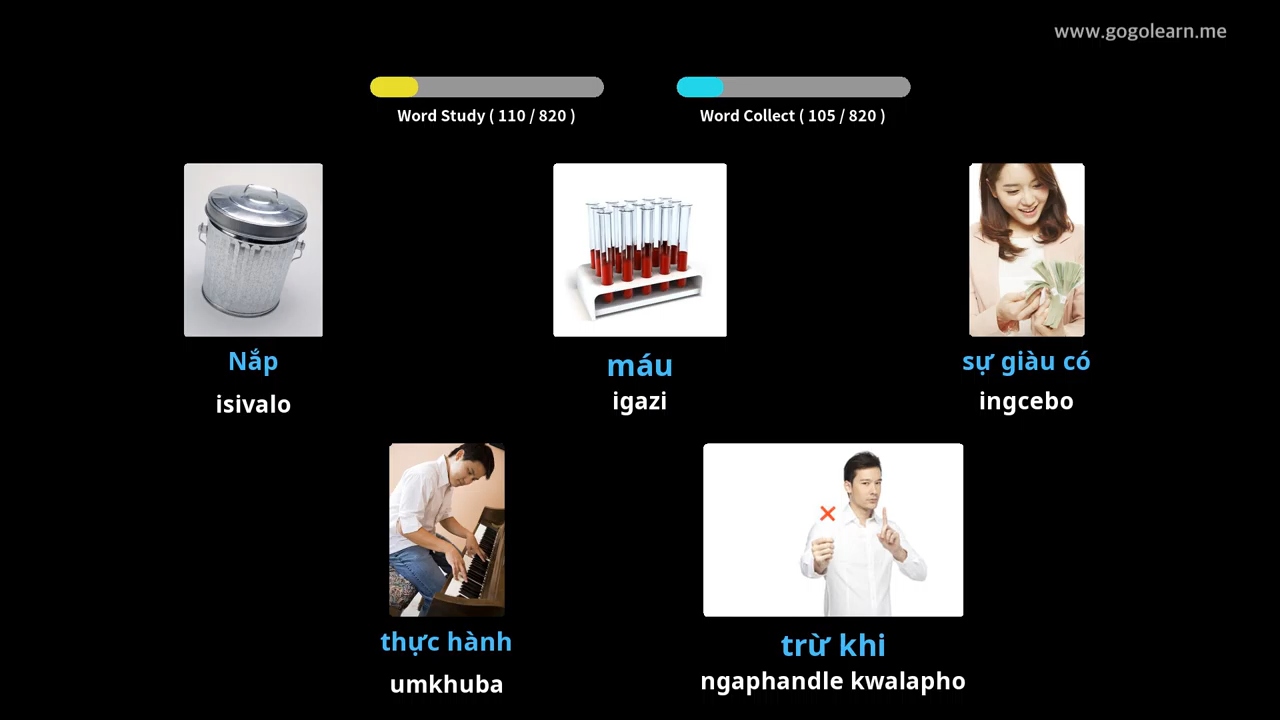 www.gogolearn.me
Word Study ( 110 / 820 )
Word Collect ( 105 / 820 )
Nắp
isivalo
máu
igazi
sự giàu có
ingcebo
thực hành
umkhuba
trừ khi
ngaphandle kwalapho